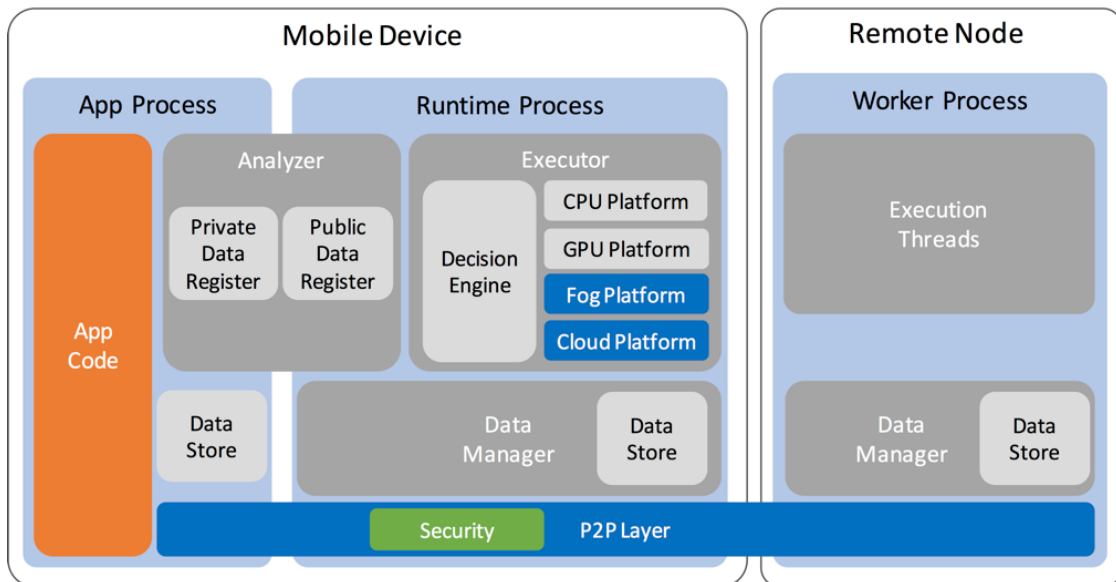 Mobile Device
Remote Node
App Process
Runtime Process
Worker Process
App
Code
Analyzer
Private
Data
Register
Public
Data
Register
Executor
Decision
Engine
CPU Platform
GPU Platform
Fog Platform
Cloud Platform
Execution
Threads
Data
Store
Data
Manager
Data
Store
Data
Manager
Data
Store
Security
P2P Layer